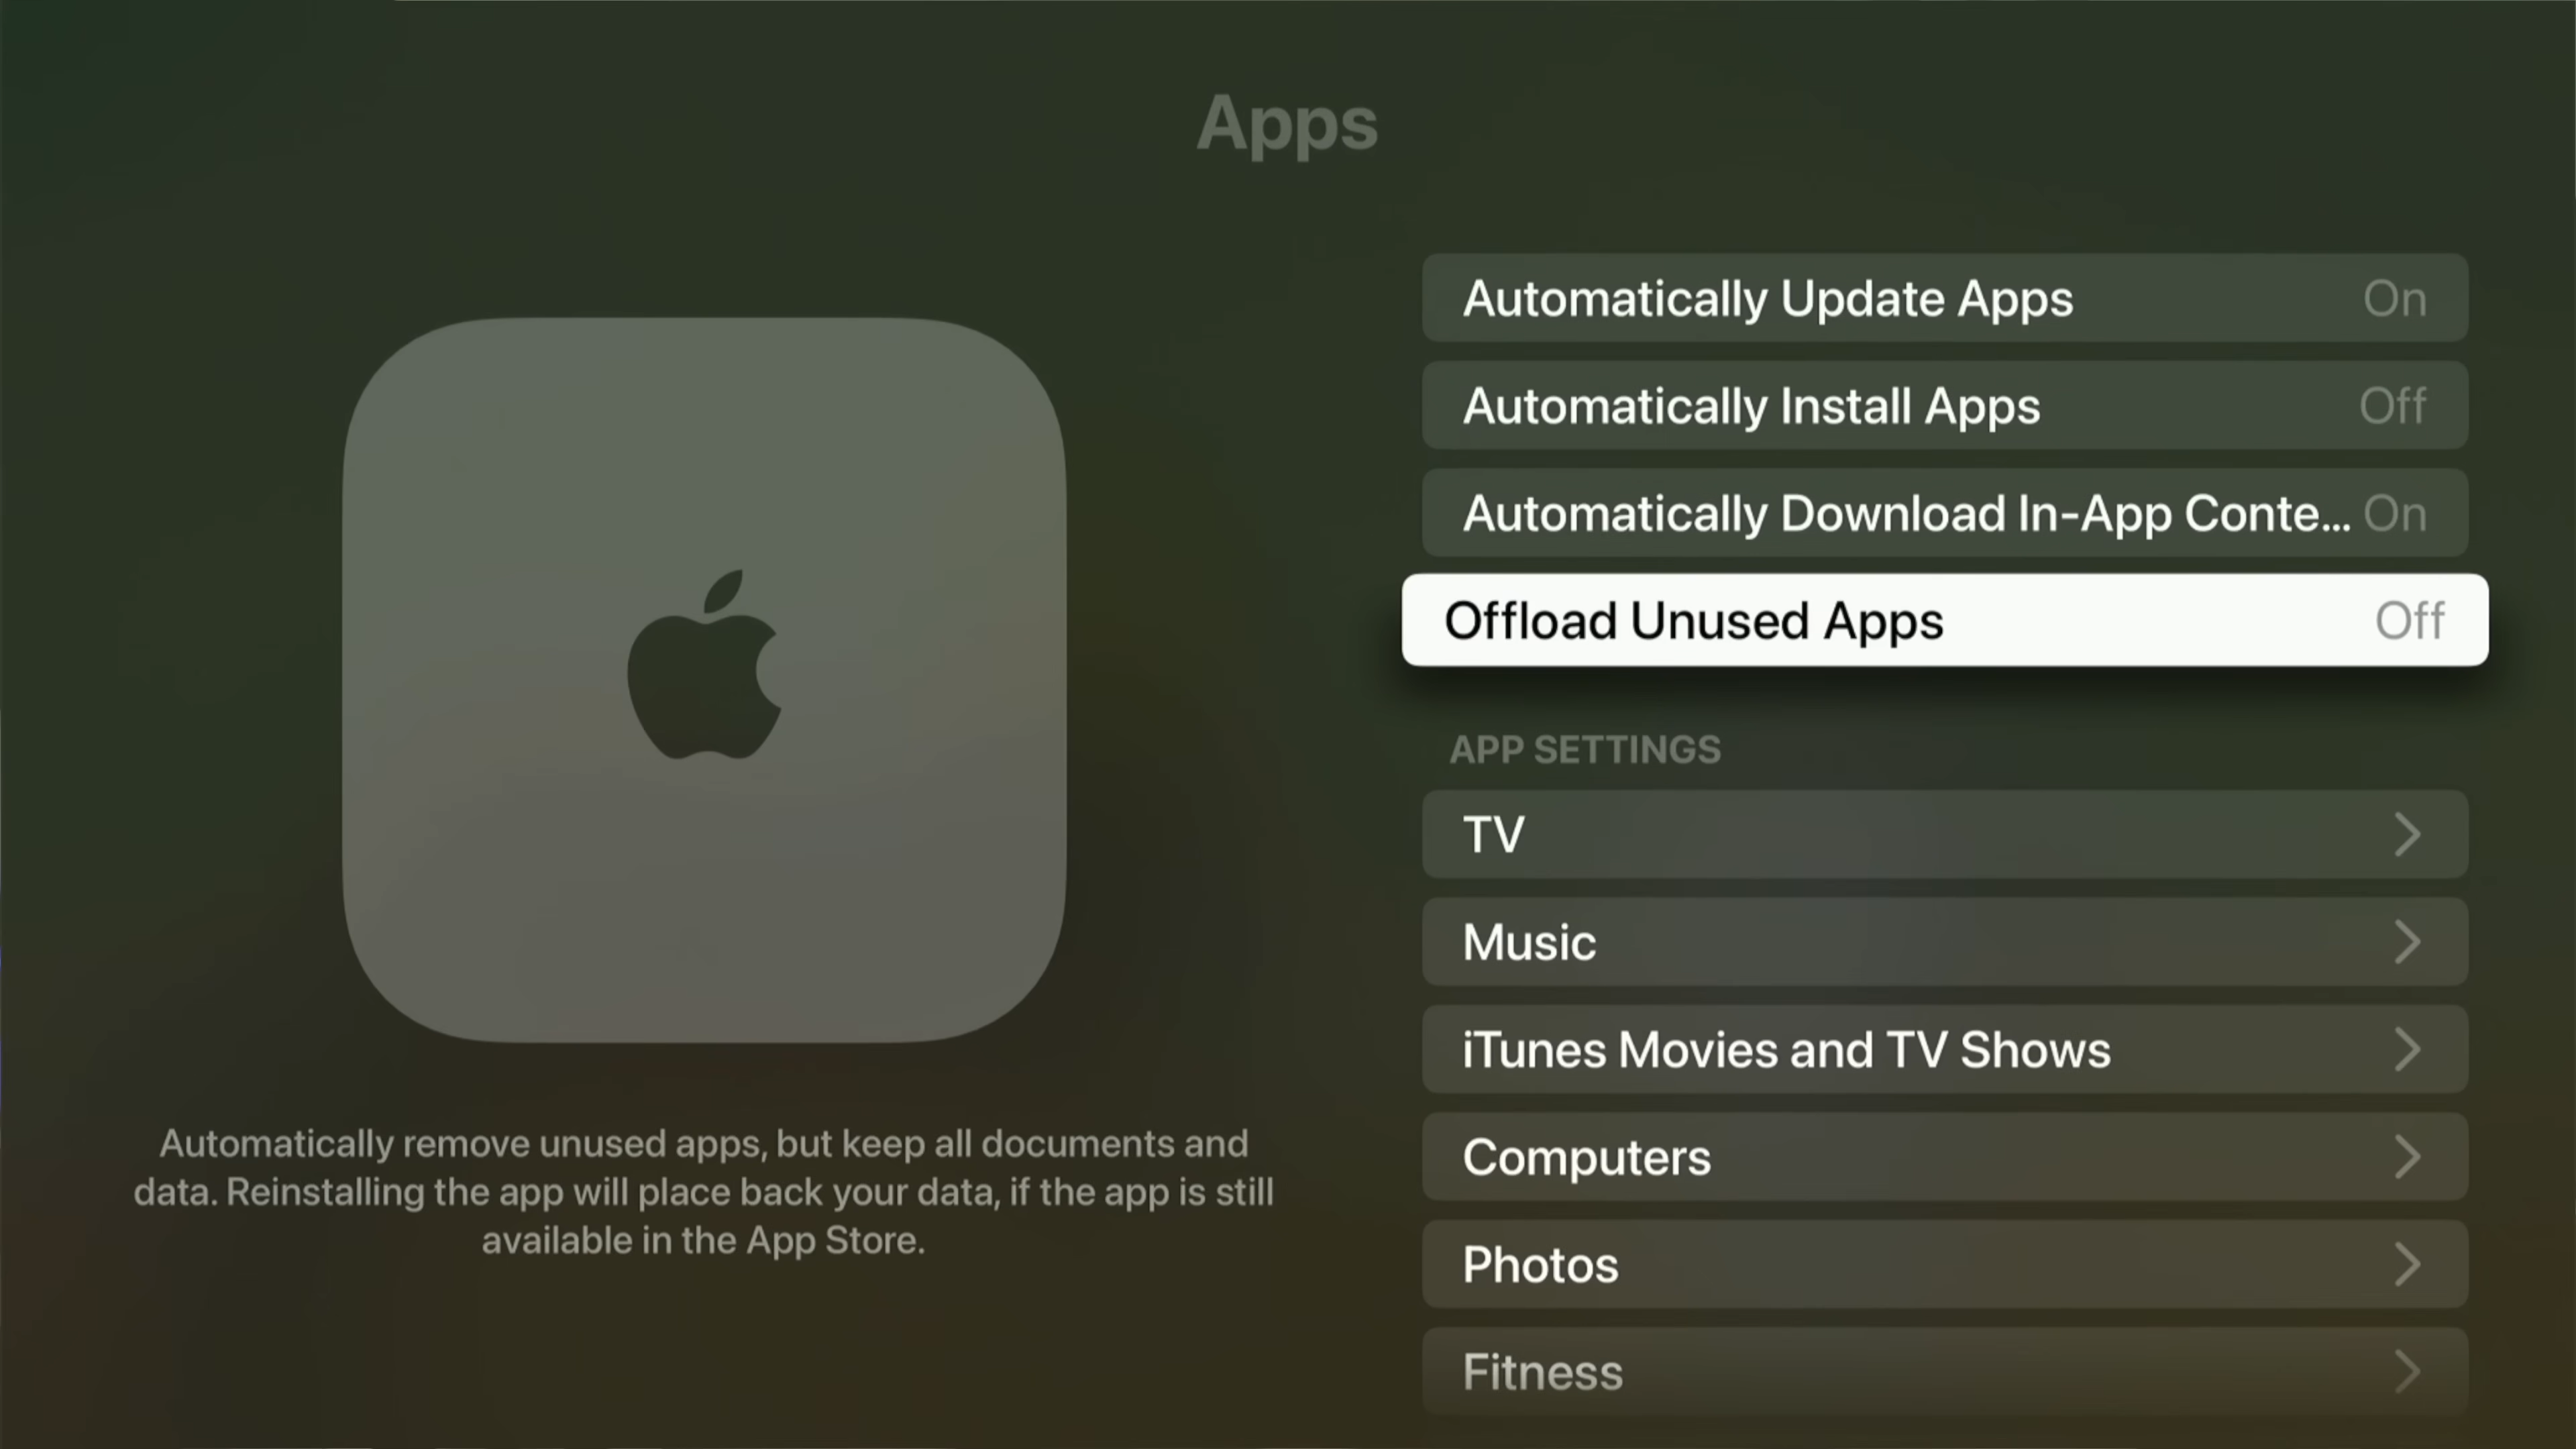 Apps
Automatically Update Apps On
Automatically Install Apps Off
Automatically Download In-App Conte... On
Offload Unused Apps Off
APP SETTINGS
TV
Music
iTunes Movies and TV Shows
Computers
Photos
Fitness
Automatically remove unused apps, but keep all documents and
data. Reinstalling the app will place back your data, if the app is still
available in the App Store.